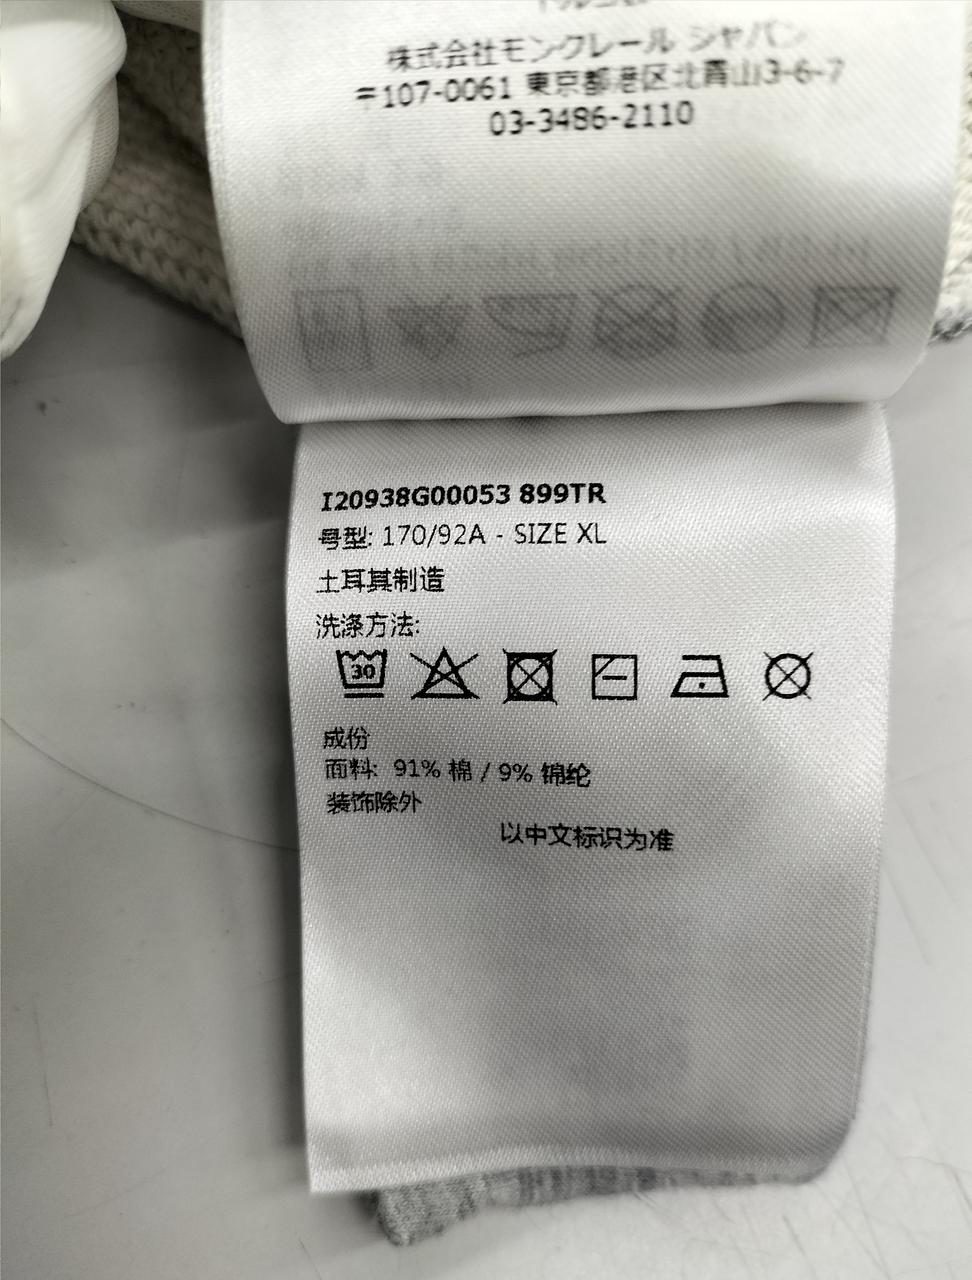 株式会社モンクレール ジャパン
〒107-0061 東京都港区北青山3-6-7
03-3486-2110
I20938G00053 899TR
号型: 170/92A - SIZE XL
土耳其制造
洗涤方法:
30
成份
面料: 91% 棉 / 9% 锦纶
装饰除外
以中文标识为准